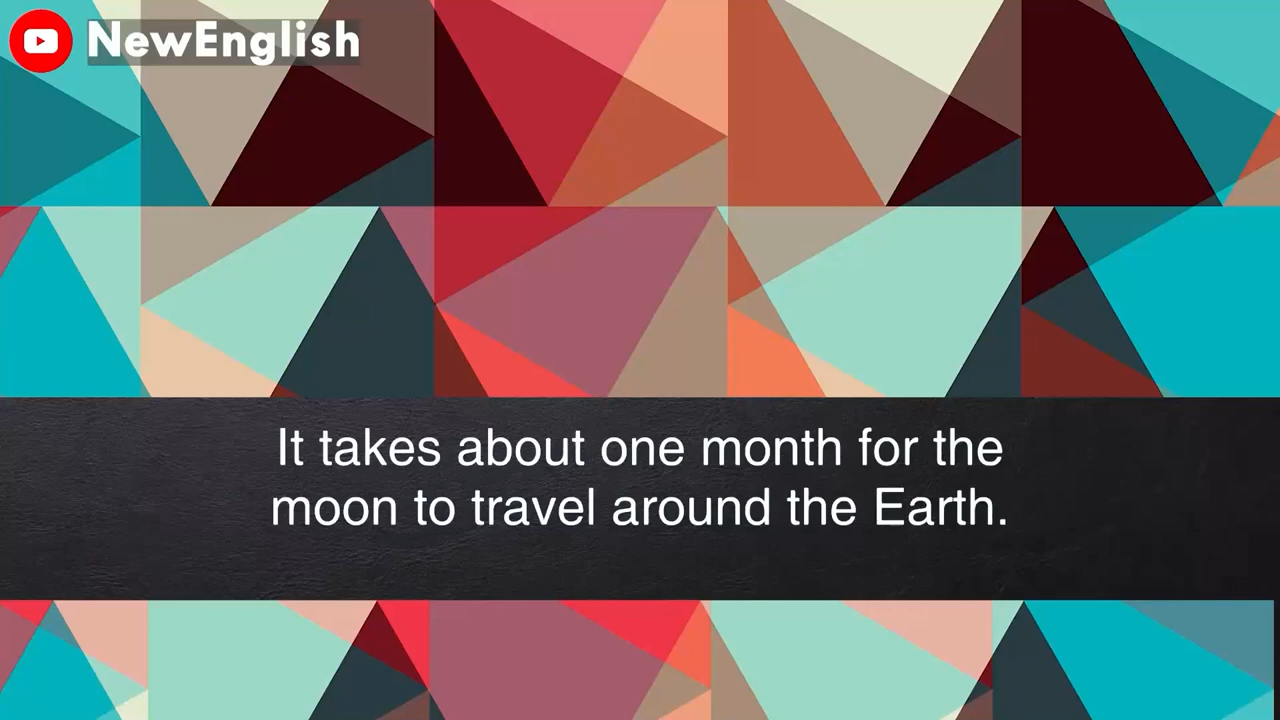 NewEnglish
It takes about one month for the
moon to travel around the Earth.